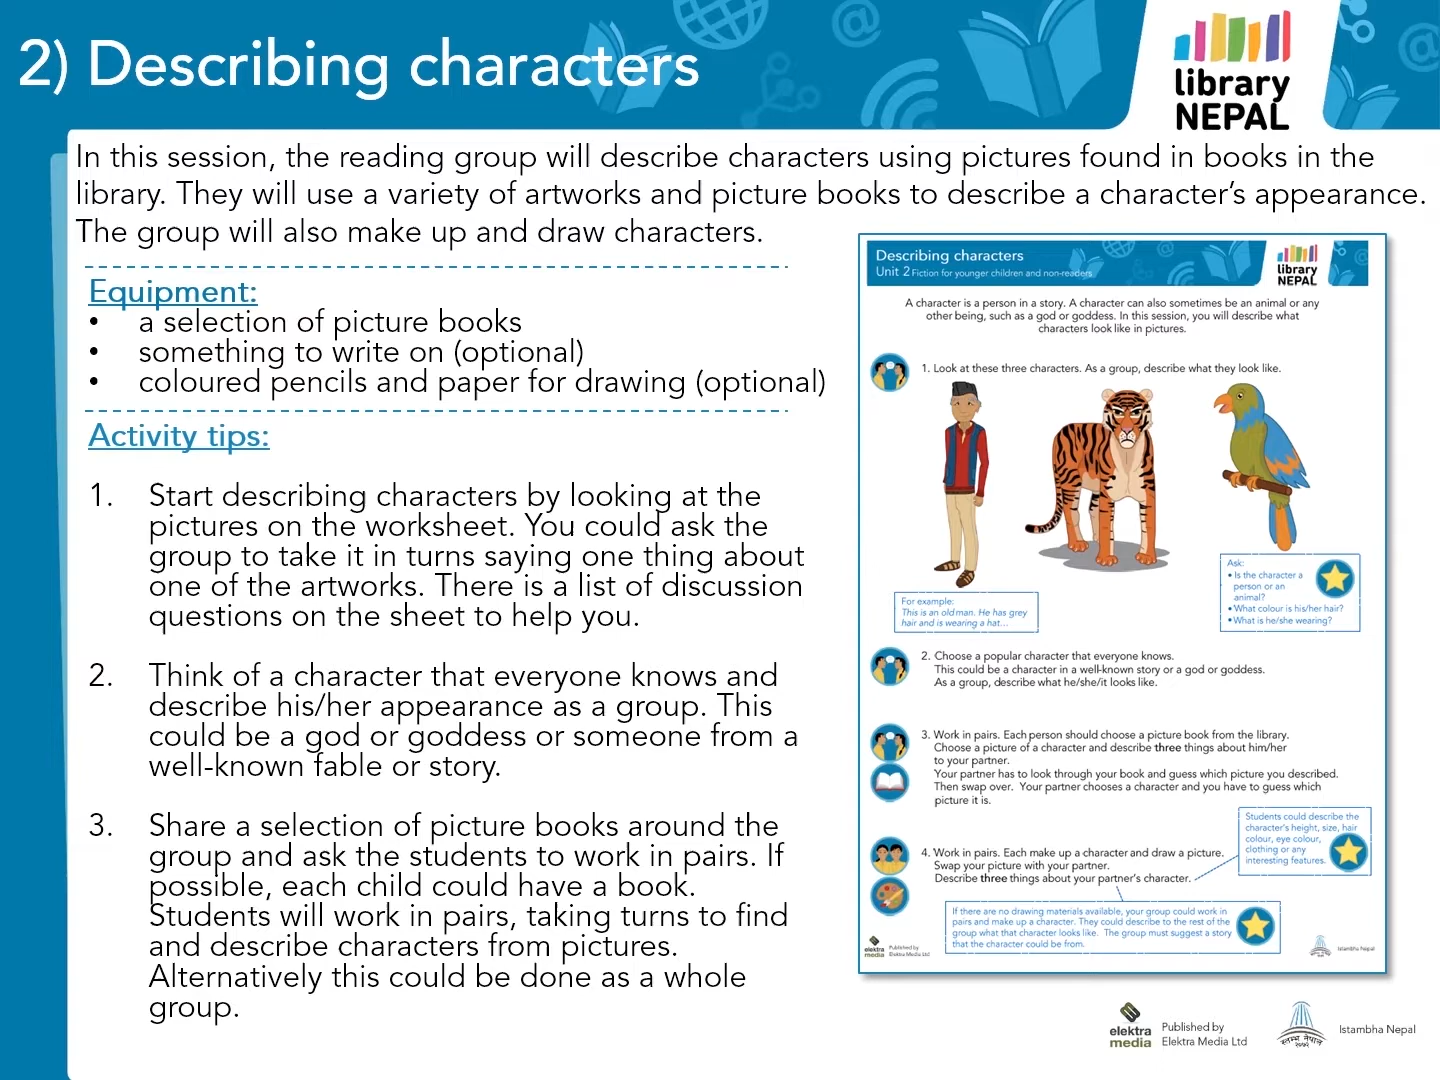 2) Describing characters
library
NEPAL
In this session, the reading group will describe characters using pictures found in books in the
library. They will use a variety of artworks and picture books to describe a character's appearance.
The group will also make up and draw characters.
Equipment:
• a selection of picture books
• something to write on (optional)
• coloured pencils and paper for drawing (optional)
Activity tips:
1. Start describing characters by looking at the
pictures on the worksheet. You could ask the
group to take it in turns saying one thing about
one of the artworks. There is a list of discussion
questions on the sheet to help you.
2. Think of a character that everyone knows and
describe his/her appearance as a group. This
could be a god or goddess or someone from a
well-known fable or story.
3. Share a selection of picture books around the
group and ask the students to work in pairs. If
possible, each child could have a book.
Students will work in pairs, taking turns to find
and describe characters from pictures.
Alternatively this could be done as a whole
group.
Describing characters
Unit 2 Fiction for younger children and non-readers
library
NEPAL
A character is a person in a story. A character can also sometimes be an animal or any
other being, such as a god or goddess. In this session, you will describe what
characters look like in pictures.
1. Look at these three characters. As a group, describe what they look like.
For example:
This is an old man. He has grey
hair and is wearing a hat...
Ask:
• Is the character a
person or an
animal?
• What colour is his/her hair?
• What is he/she wearing?
2. Choose a popular character that everyone knows.
This could be a character in a well-known story or a god or goddess.
As a group, describe what he/she/it looks like.
3. Work in pairs. Each person should choose a picture book from the library.
Choose a picture of a character and describe three things about him/her
to your partner.
Your partner has to look through your book and guess which picture you described.
Then swap over. Your partner chooses a character and you have to guess which
picture it is.
Students could describe the
character's height, size, hair
colour, eye colour,
clothing or any
interesting features.
4. Work in pairs. Each make up a character and draw a picture.
Swap your picture with your partner.
Describe three things about your partner's character.
If there are no drawing materials available, your group could work in
pairs and make up a character. They could describe to the rest of the
group what that character looks like. The group must suggest a story
that the character could be from.
elektra
media
Published by
Elektra Media Ltd
Istambha Nepal
elektra
media
Published by
Elektra Media Ltd
स्तम्भ नेपाल
२०७२
Istambha Nepal